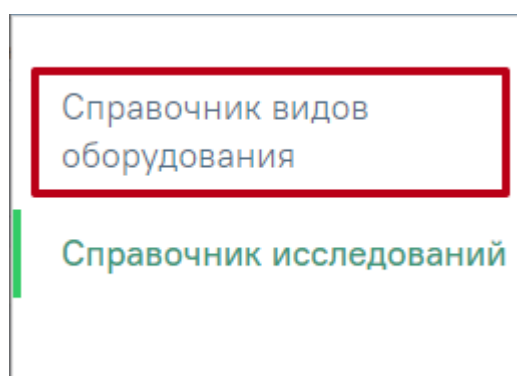 Справочник видов
оборудования
Справочник исследований